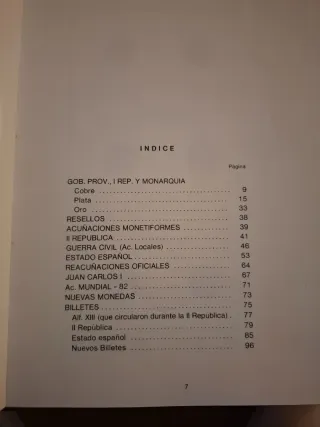 INDICE
Página
GOB. PROV., I REP. Y MONARQUIA
Cobre 9
Plata 15
Oro 33
RESELLOS 38
ACUÑACIONES MONETIFORMES 39
II REPUBLICA 41
GUERRA CIVIL (Ac. Locales) 46
ESTADO ESPAÑOL 53
REACUÑACIONES OFICIALES 64
JUAN CARLOS I 67
Ac. MUNDIAL - 82 71
NUEVAS MONEDAS 73
BILLETES 75
Alf. XIII (que circularon durante la II Republica) 77
II República 79
Estado español 85
Nuevos Billetes 96
7